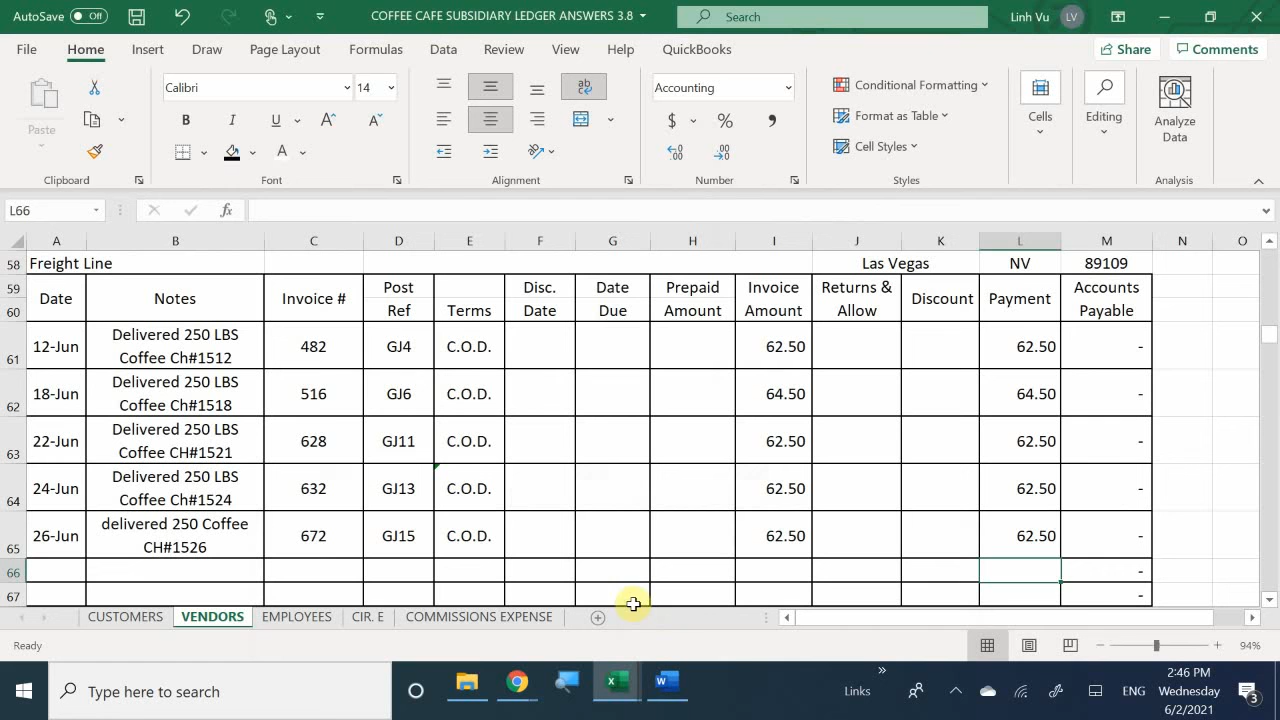 AutoSave Off COFFEE CAFE SUBSIDIARY LEDGER ANSWERS 3.8 Search Linh Vu LV
File Home Insert Draw Page Layout Formulas Data Review View Help QuickBooks Share Comments
Paste
Clipboard
Calibri 14
B I U A A
A
Font
ab
Alignment
Accounting
$ % ,
Number
Conditional Formatting
Format as Table
Cell Styles
Styles
Cells
Editing
Analyze
Data
Analysis
L66 fx
A B C D E F G H I J K L M N O
58 Freight Line Las Vegas NV 89109
59 Post Disc. Date Prepaid Invoice Returns & Accounts
Date Notes Invoice # Discount Payment
60 Ref Terms Date Due Amount Amount Allow Payable
61 12-Jun Delivered 250 LBS
Coffee Ch#1512 482 GJ4 C.O.D. 62.50 62.50 -
62 18-Jun Delivered 250 LBS
Coffee Ch#1518 516 GJ6 C.O.D. 64.50 64.50 -
63 22-Jun Delivered 250 LBS
Coffee CH#1521 628 GJ11 C.O.D. 62.50 62.50 -
64 24-Jun Delivered 250 LBS
Coffee Ch#1524 632 GJ13 C.O.D. 62.50 62.50 -
65 26-Jun delivered 250 Coffee
CH#1526 672 GJ15 C.O.D. 62.50 62.50 -
66 -
67 -
CUSTOMERS VENDORS EMPLOYEES CIR. E COMMISSIONS EXPENSE
Ready 94%
Type here to search Links ENG 2:46 PM
Wednesday
6/2/2021 3